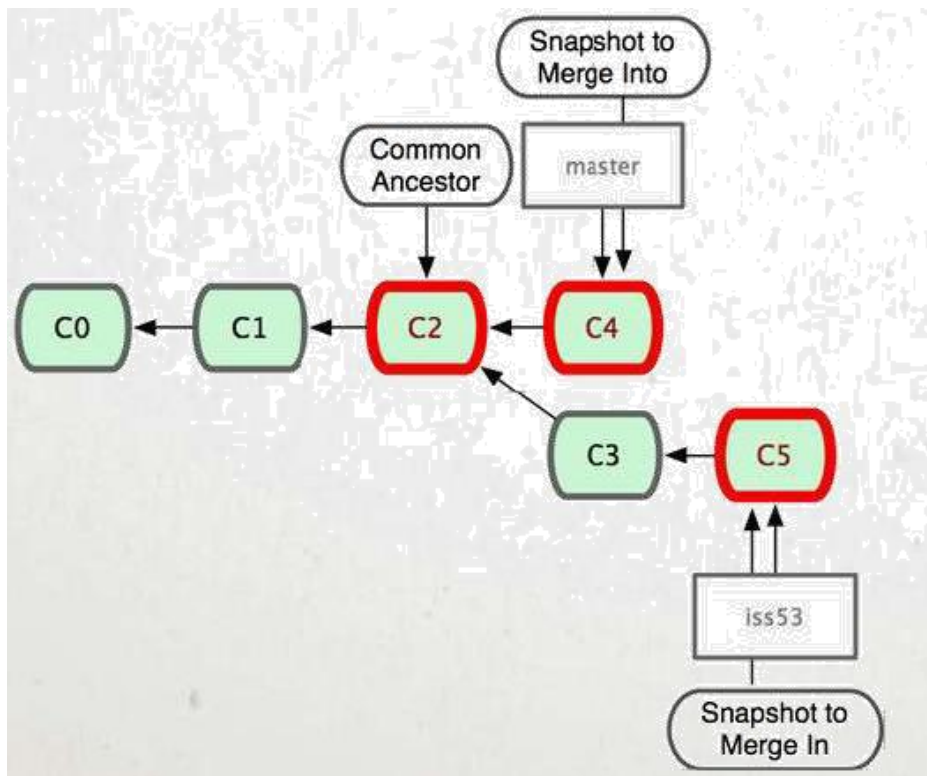 Snapshot to
Merge Into
Common
Ancestor
master
C0
C1
C2
C4
C3
C5
iss53
Snapshot to
Merge In